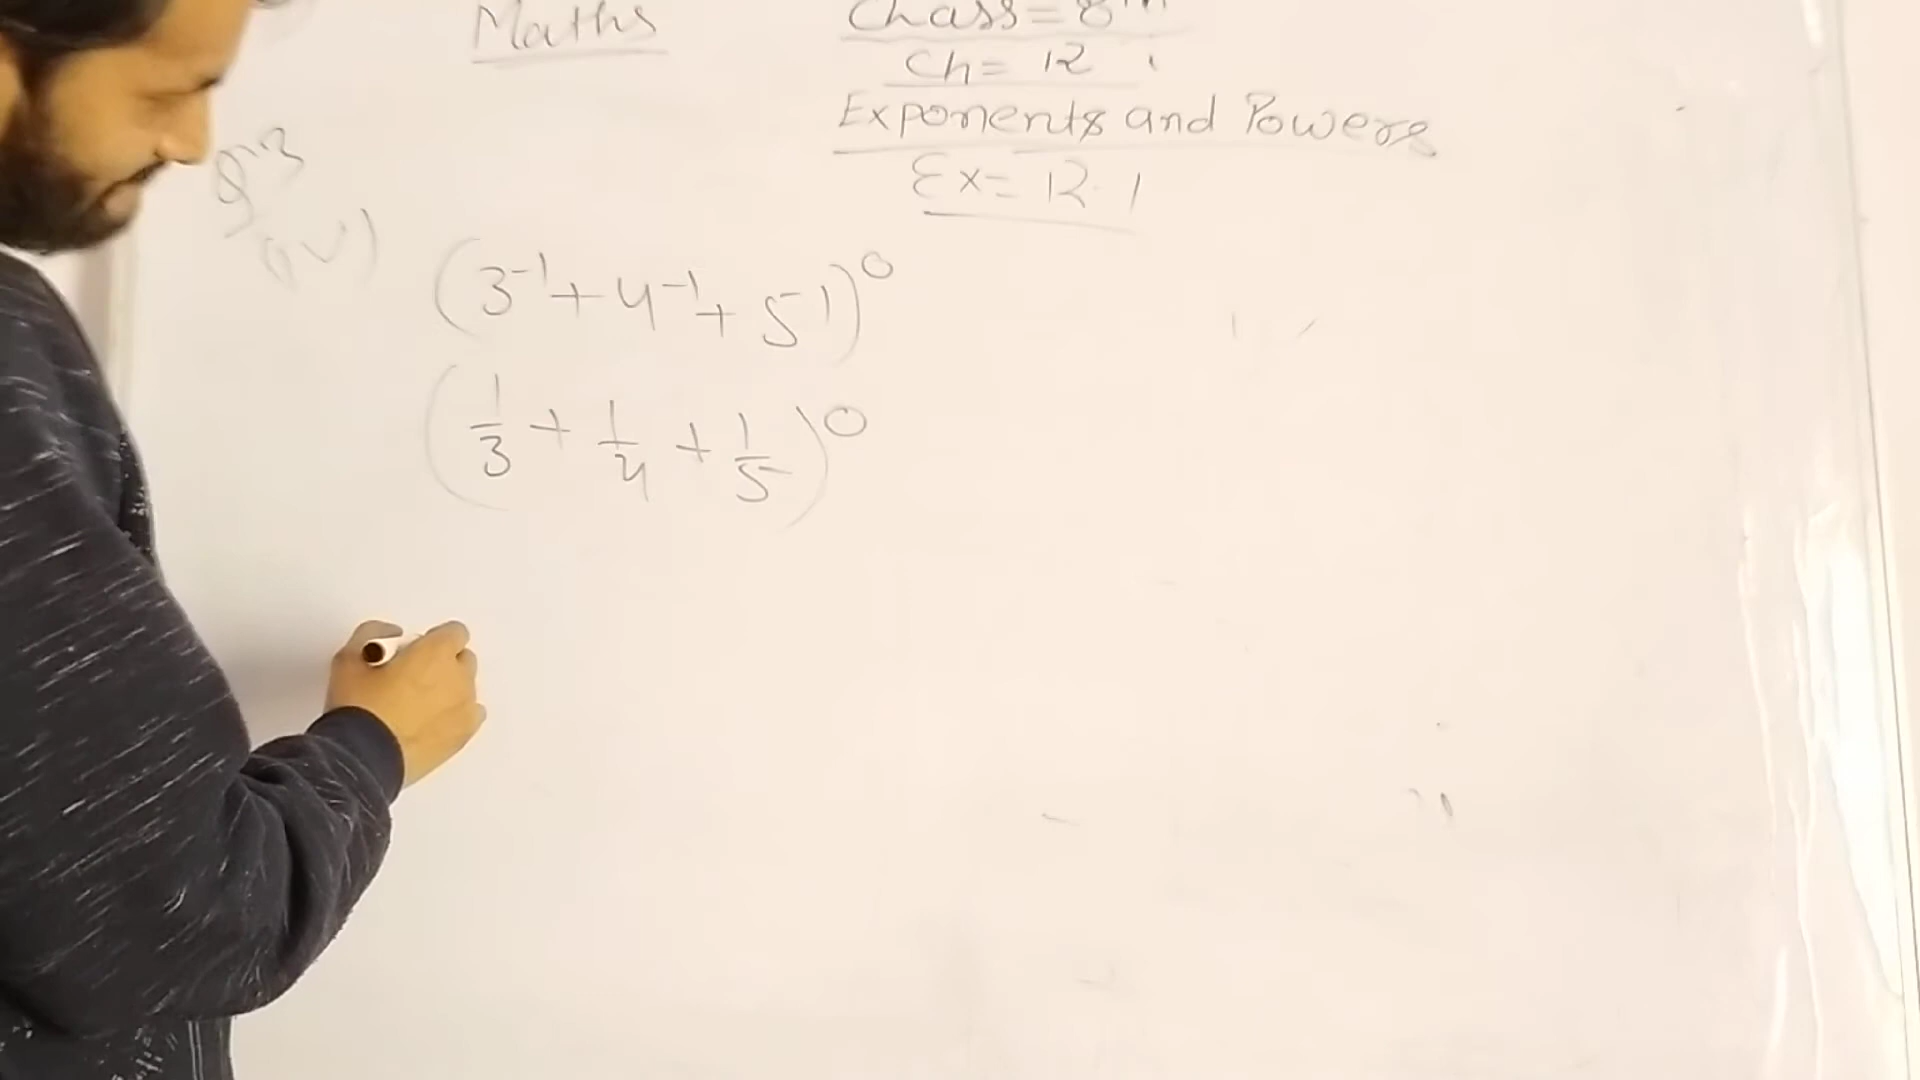 Maths
Class = 8th
Ch = 12
Exponents and Powers
Ex = 12.1
Q3
(iv)
(3⁻¹ + 4⁻¹ + 5⁻¹)⁰
(1/3 + 1/4 + 1/5)⁰